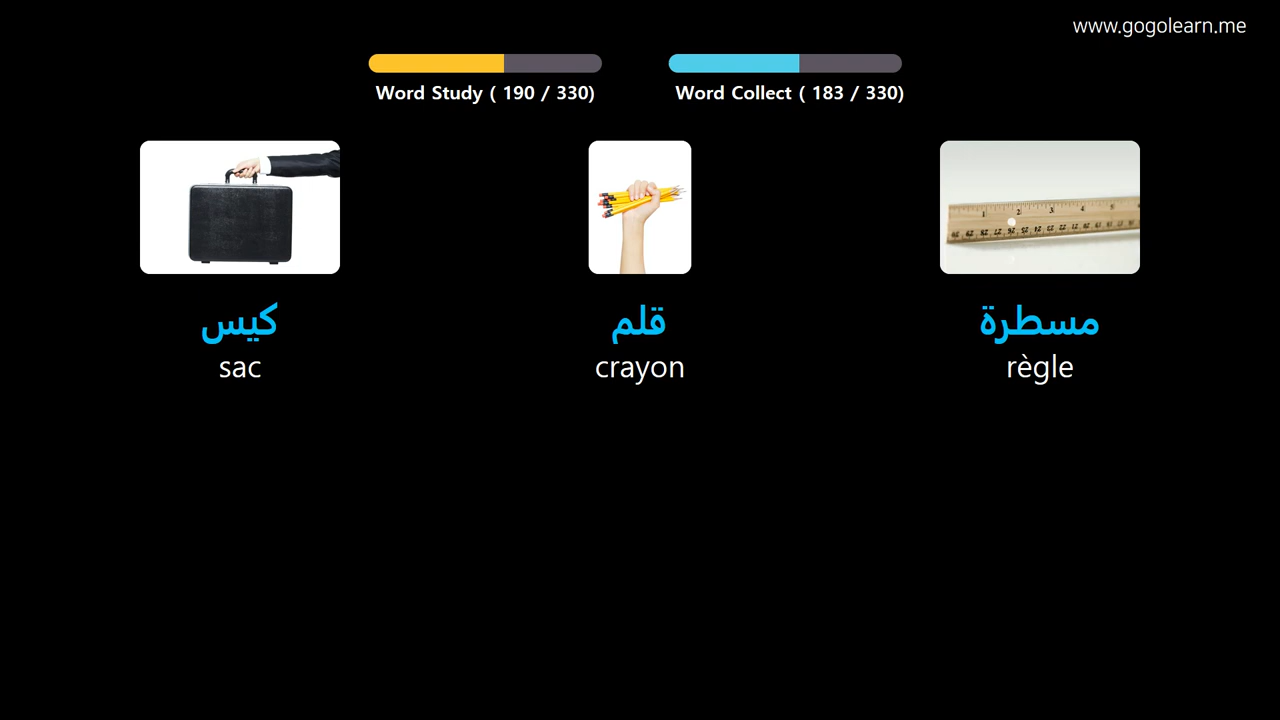 www.gogolearn.me
Word Study ( 190 / 330)
Word Collect ( 183 / 330)
كيس
sac
قلم
crayon
مسطرة
règle